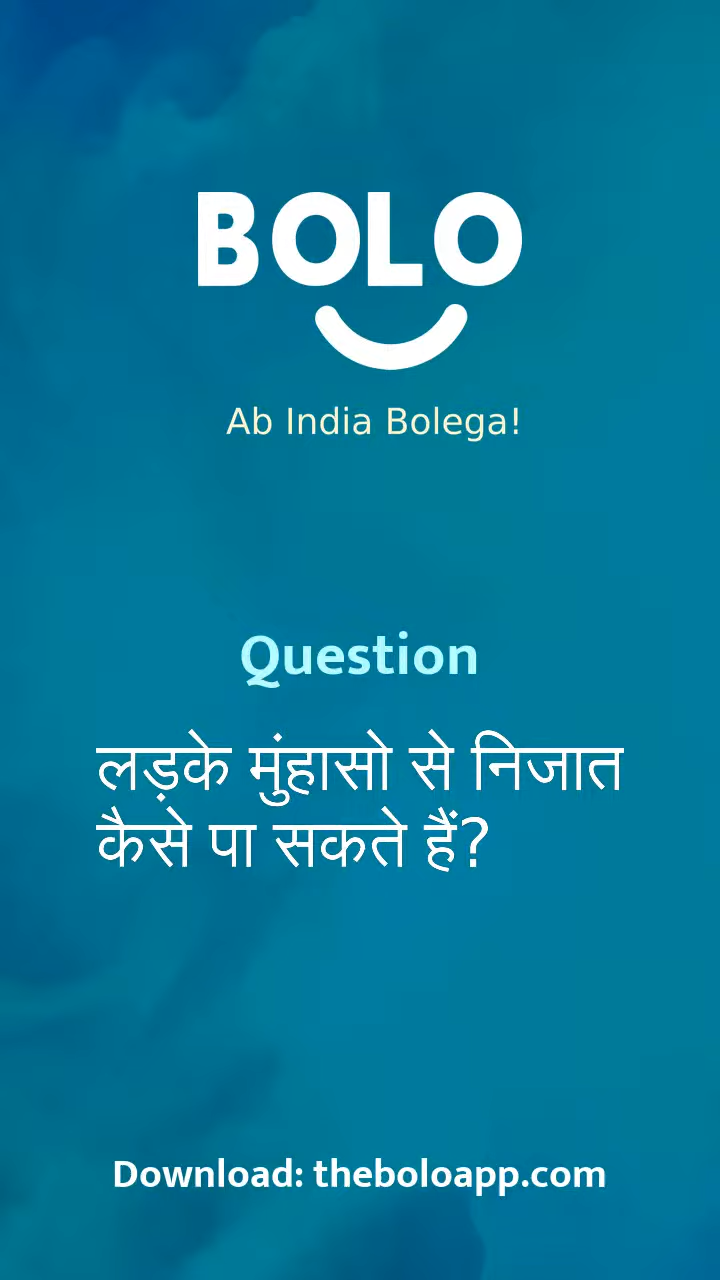 BOLO
Ab India Bolega!
Question
लड़के मुंहासो से निजात
कैसे पा सकते हैं?
Download: theboloapp.com